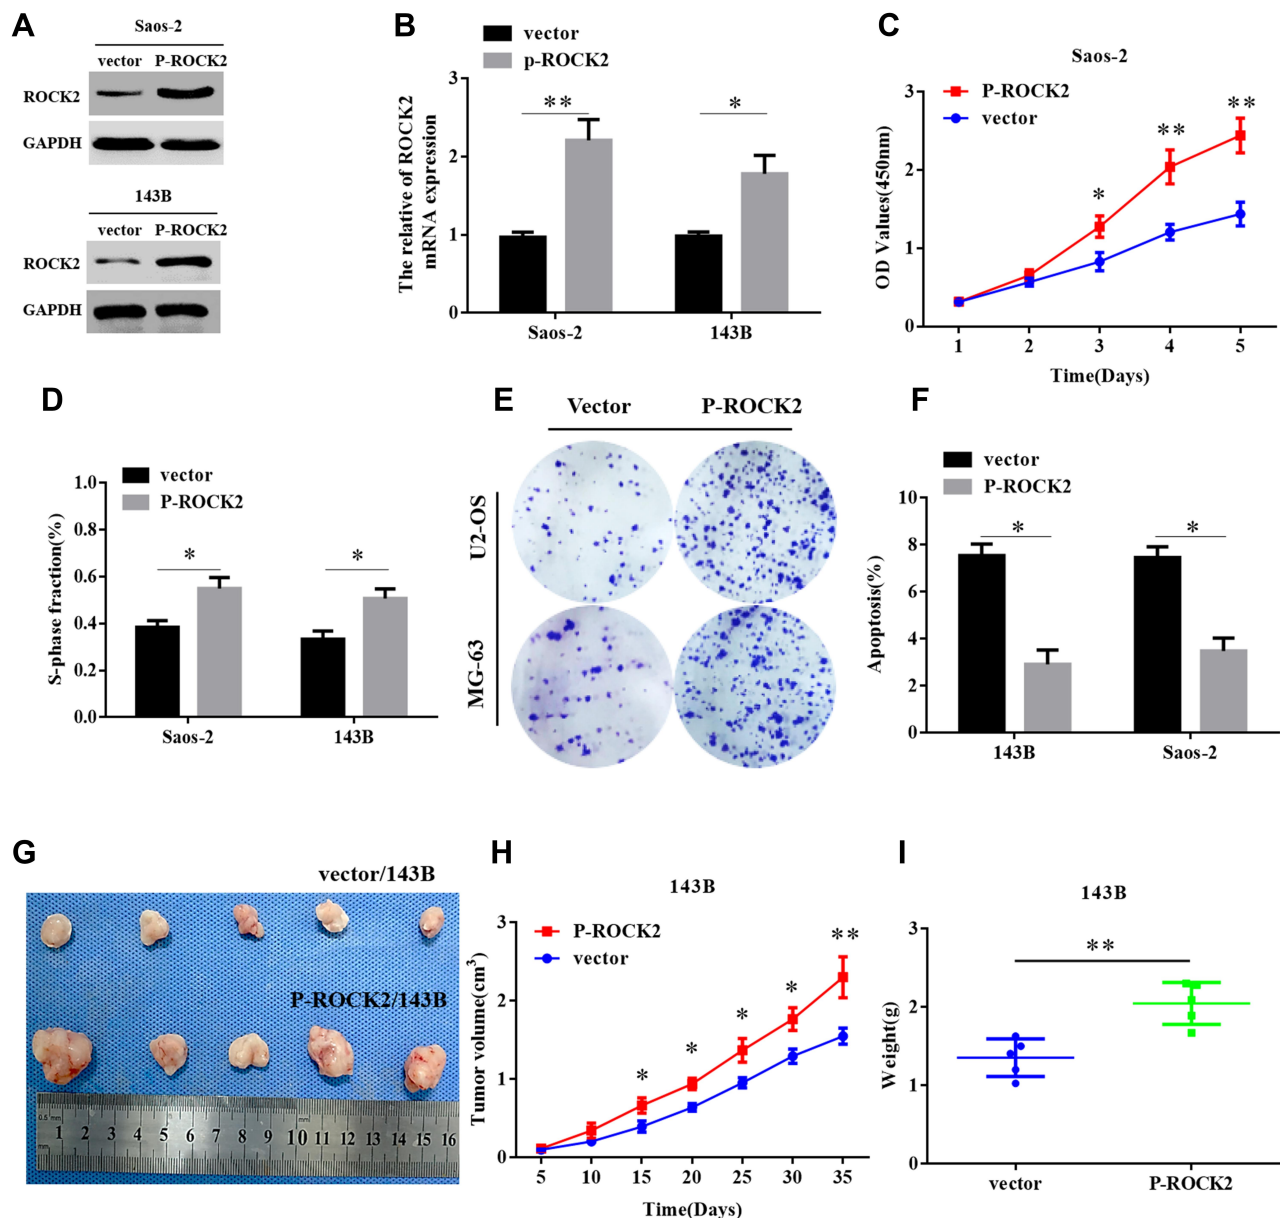 A
Saos-2
vector P-ROCK2
ROCK2
GAPDH
143B
vector P-ROCK2
ROCK2
GAPDH
B
vector
p-ROCK2
The relative of ROCK2
mRNA expression
3
2
1
0
**
*
Saos-2 143B
C
Saos-2
P-ROCK2
vector
OD Values(450nm)
3
2
1
0
*
**
**
1 2 3 4 5
Time(Days)
D
vector
P-ROCK2
S-phase fraction(%)
1.0
0.8
0.6
0.4
0.2
0.0
*
*
Saos-2 143B
E
Vector P-ROCK2
U2-OS
MG-63
F
vector
P-ROCK2
Apoptosis(%)
10
8
6
4
2
0
*
*
143B Saos-2
G
vector/143B
P-ROCK2/143B
0.5 mm
1 2 3 4 5 6 7 8 9 10 11 12 13 14 15 16
H
143B
P-ROCK2
vector
Tumor volume(cm³)
3
2
1
0
*
*
*
*
**
5 10 15 20 25 30 35
Time(Days)
I
143B
Weight(g)
3
2
1
0
**
vector P-ROCK2